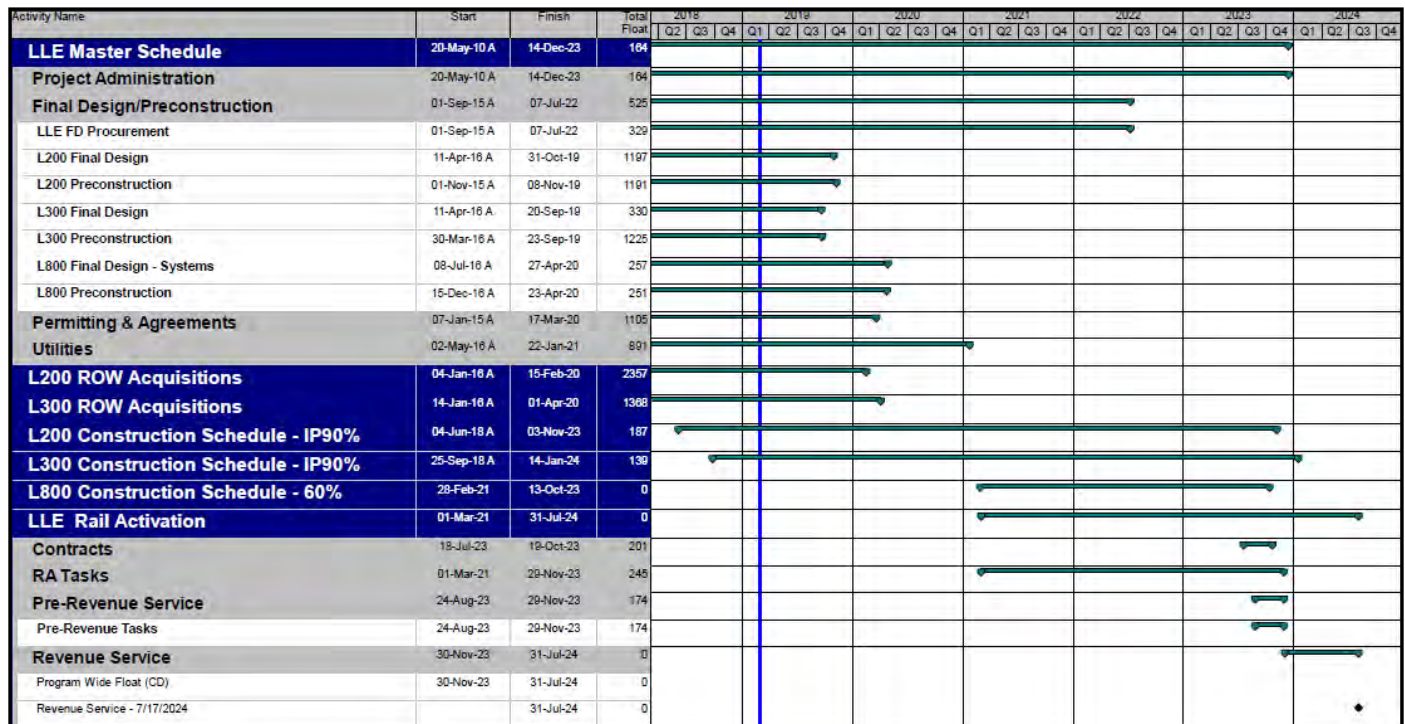 Activity Name Start Finish Total Float 2018 2019 2020 2021 2022 2023 2024
Q2 Q3 Q4 Q1 Q2 Q3 Q4 Q1 Q2 Q3 Q4 Q1 Q2 Q3 Q4 Q1 Q2 Q3 Q4 Q1 Q2 Q3 Q4 Q1 Q2 Q3 Q4
LLE Master Schedule 20-May-10 A 14-Dec-23 164
Project Administration 20-May-10 A 14-Dec-23 164
Final Design/Preconstruction 01-Sep-15 A 07-Jul-22 525
LLE FD Procurement 01-Sep-15 A 07-Jul-22 329
L200 Final Design 11-Apr-16 A 31-Oct-19 1197
L200 Preconstruction 01-Nov-15 A 08-Nov-19 1191
L300 Final Design 11-Apr-16 A 20-Sep-19 330
L300 Preconstruction 30-Mar-16 A 23-Sep-19 1225
L800 Final Design - Systems 08-Jul-16 A 27-Apr-20 257
L800 Preconstruction 15-Dec-16 A 23-Apr-20 251
Permitting & Agreements 07-Jan-15 A 17-Mar-20 1105
Utilities 02-May-16 A 22-Jan-21 891
L200 ROW Acquisitions 04-Jan-16 A 15-Feb-20 2357
L300 ROW Acquisitions 14-Jan-16 A 01-Apr-20 1368
L200 Construction Schedule - IP90% 04-Jun-18 A 03-Nov-23 187
L300 Construction Schedule - IP90% 25-Sep-18 A 14-Jan-24 139
L800 Construction Schedule - 60% 28-Feb-21 13-Oct-23 0
LLE Rail Activation 01-Mar-21 31-Jul-24 0
Contracts 18-Jul-23 19-Oct-23 201
RA Tasks 01-Mar-21 29-Nov-23 245
Pre-Revenue Service 24-Aug-23 29-Nov-23 174
Pre-Revenue Tasks 24-Aug-23 29-Nov-23 174
Revenue Service 30-Nov-23 31-Jul-24 0
Program Wide Float (CD) 30-Nov-23 31-Jul-24 0
Revenue Service - 7/17/2024 31-Jul-24 0